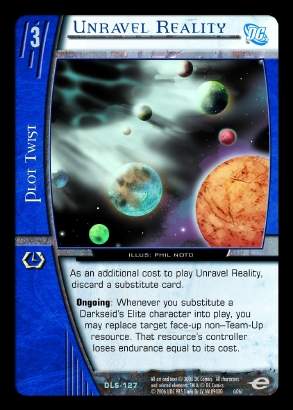 3
UNRAVEL REALITY
DC
PLOT TWIST
ILLUS: PHIL NOTO
As an additional cost to play Unravel Reality,
discard a substitute card.
Ongoing: Whenever you substitute a
Darkseid's Elite character into play, you
may replace target face-up non–Team-Up
resource. That resource's controller
loses endurance equal to its cost.
DLS-127